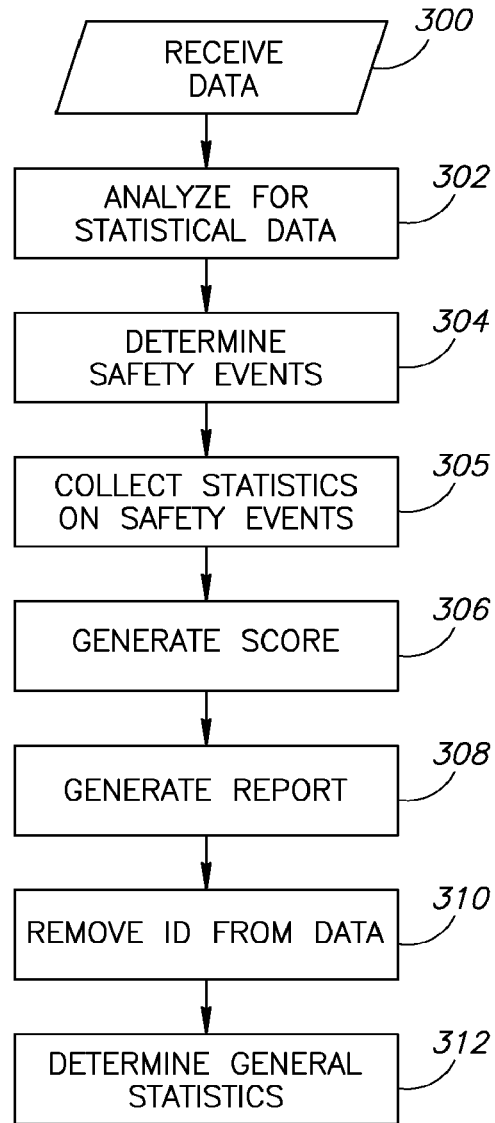 300
RECEIVE
DATA
302
ANALYZE FOR
STATISTICAL DATA
304
DETERMINE
SAFETY EVENTS
305
COLLECT STATISTICS
ON SAFETY EVENTS
306
GENERATE SCORE
308
GENERATE REPORT
310
REMOVE ID FROM DATA
312
DETERMINE GENERAL
STATISTICS